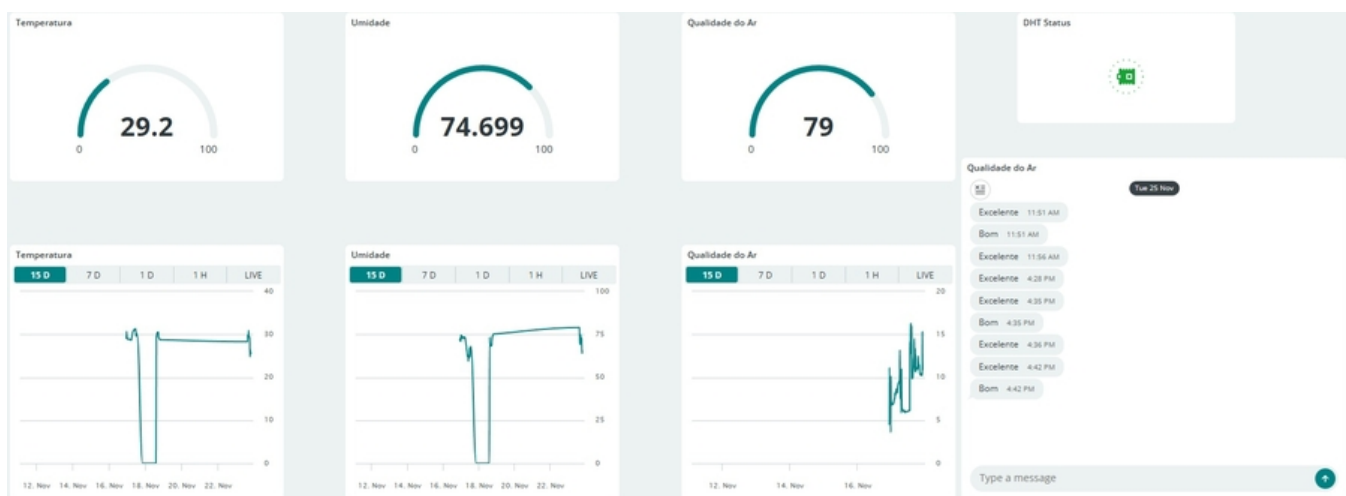 Temperatura
29.2
0 100
Umidade
74.699
0 100
Qualidade do Ar
79
0 100
DHT Status
Temperatura
15 D 7 D 1 D 1 H LIVE
40
30
20
10
0
12. Nov 14. Nov 16. Nov 18. Nov 20. Nov 22. Nov
Umidade
15 D 7 D 1 D 1 H LIVE
100
75
50
25
0
12. Nov 14. Nov 16. Nov 18. Nov 20. Nov 22. Nov
Qualidade do Ar
15 D 7 D 1 D 1 H LIVE
20
15
10
5
0
12. Nov 14. Nov 16. Nov
Qualidade do Ar
Tue 25 Nov
Excelente 11:51 AM
Bom 11:51 AM
Excelente 11:56 AM
Excelente 4:28 PM
Excelente 4:35 PM
Bom 4:35 PM
Excelente 4:36 PM
Excelente 4:42 PM
Bom 4:42 PM
Type a message